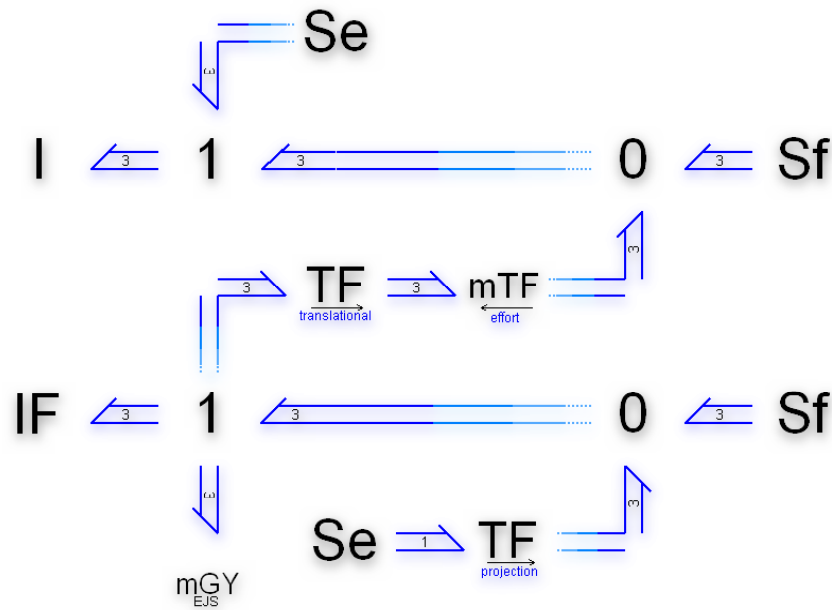 Se
3
I 3 1 3 0 3 Sf
3
3 TF 3 mTF
translational effort
IF 3 1 3 0 3 Sf
3 3
Se 1 TF
projection
mGY
EJS